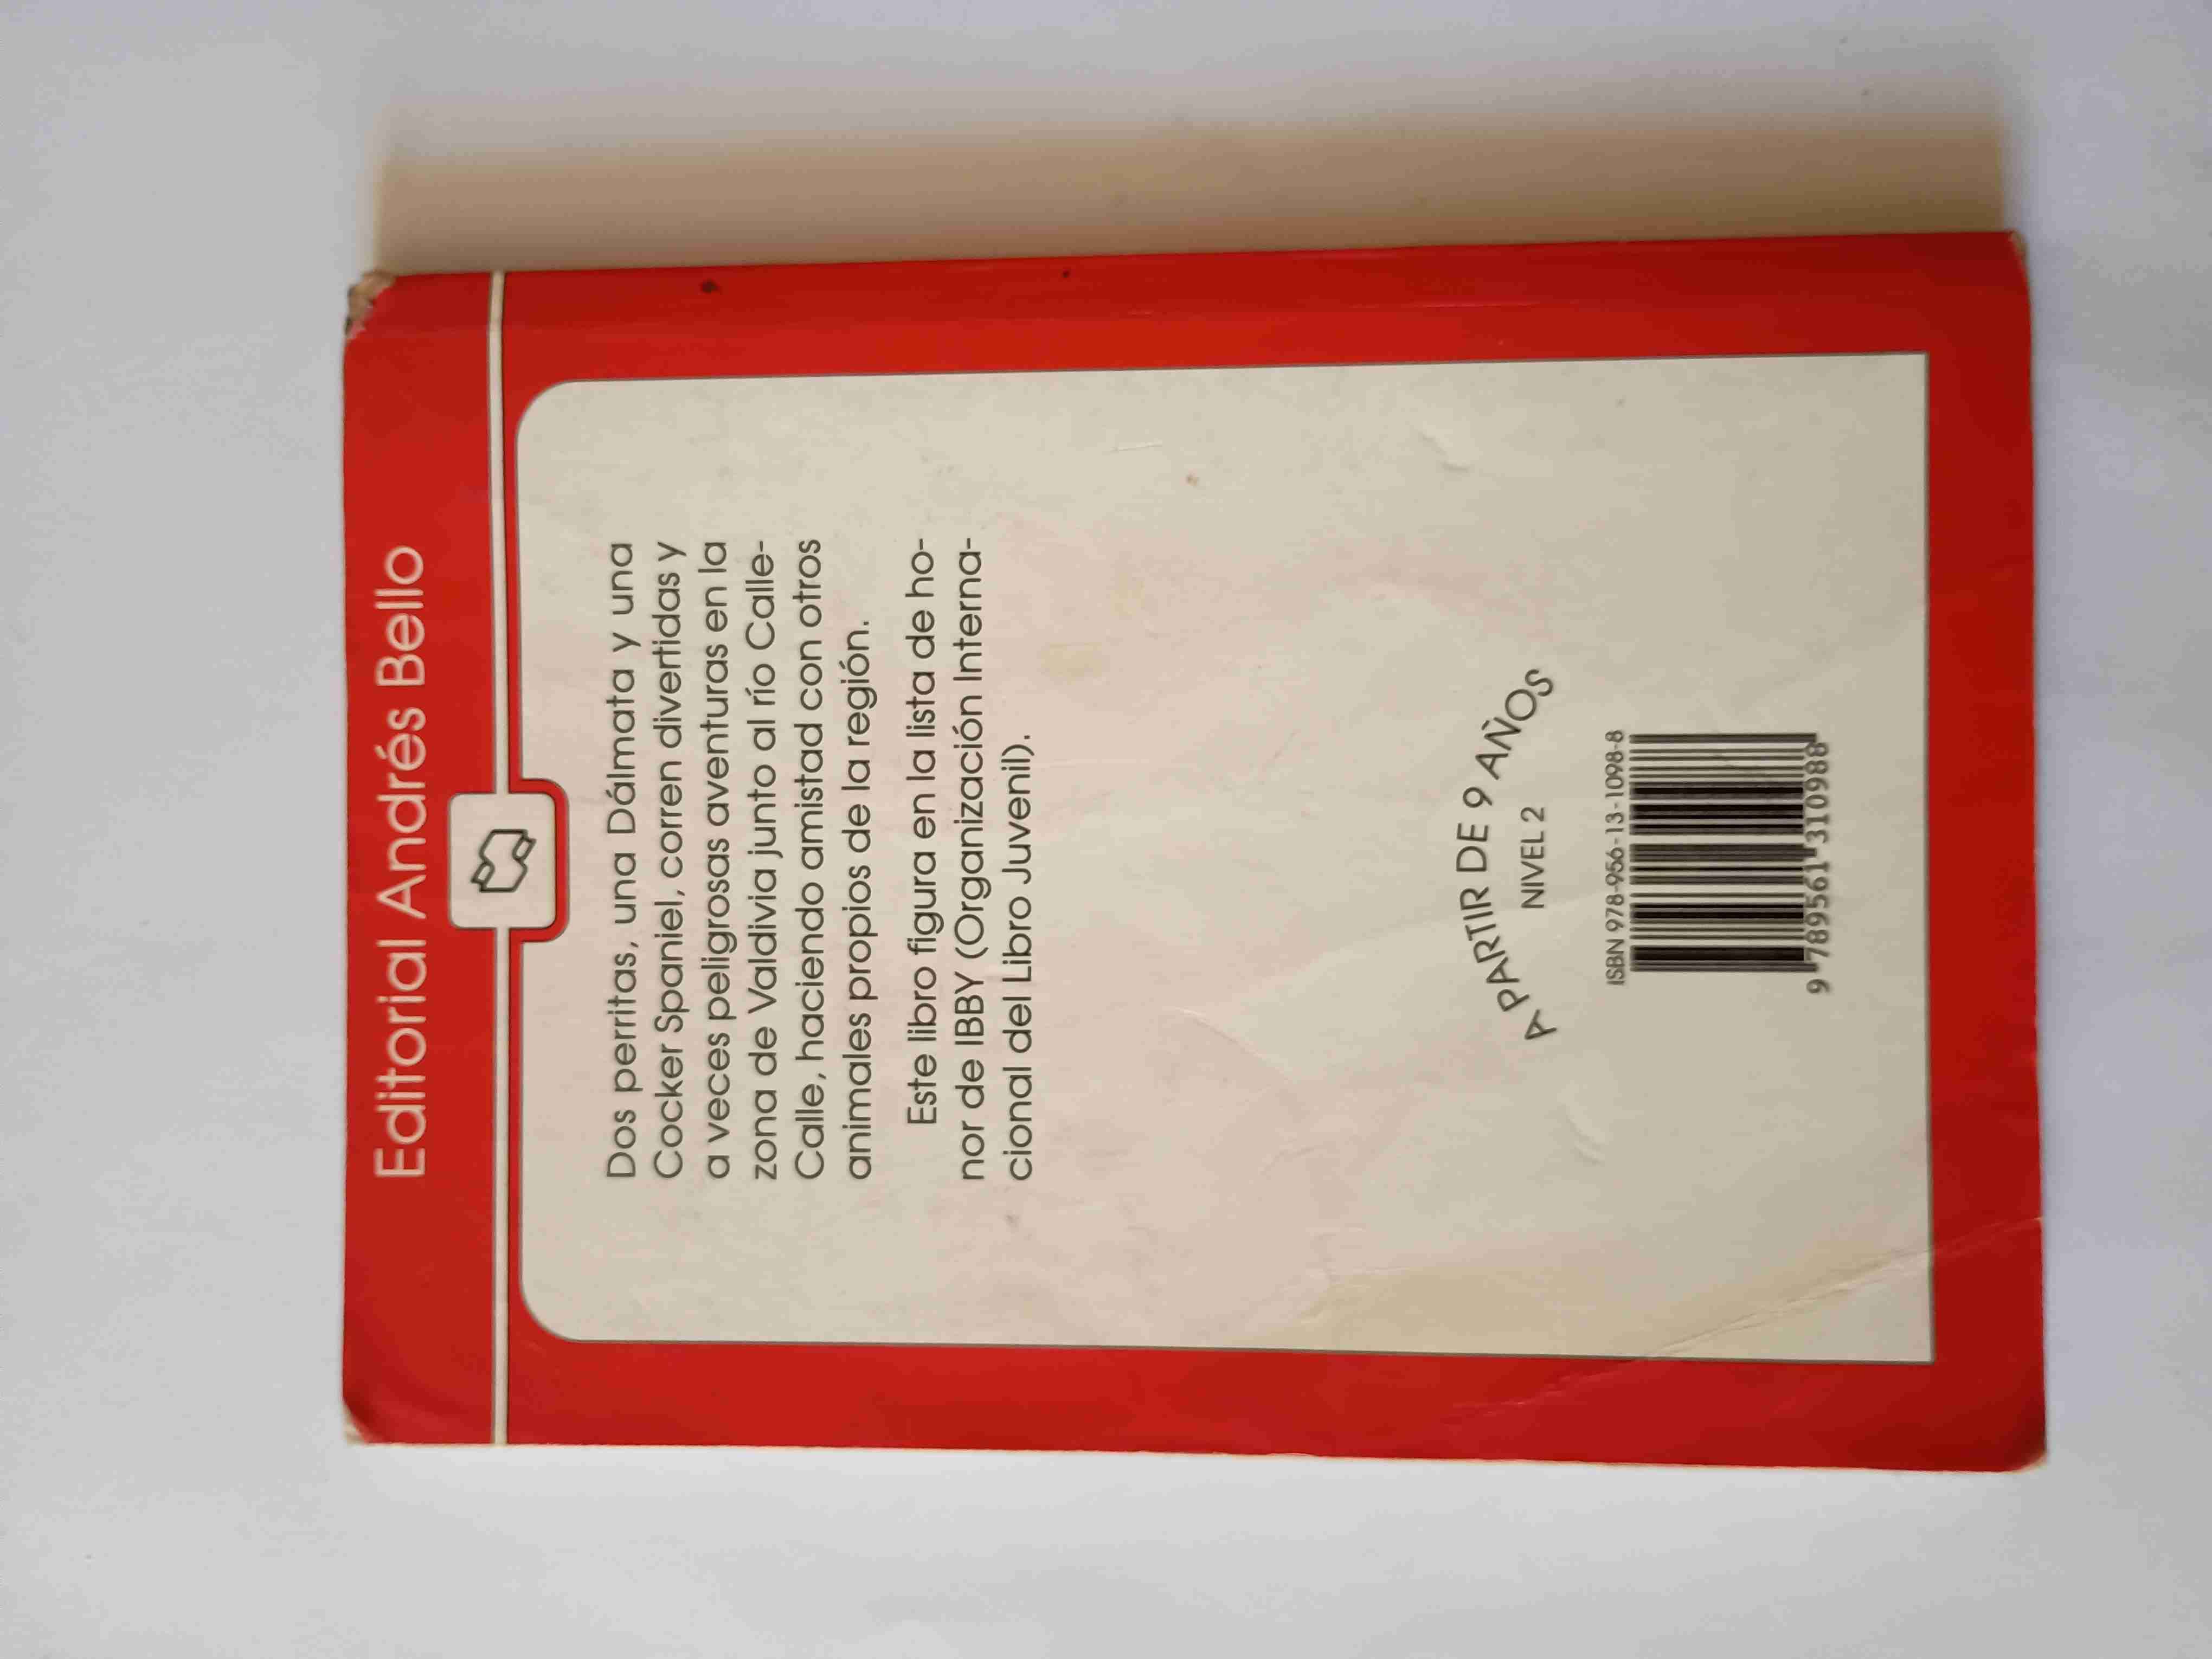 Editorial Andrés Bello
Dos perritas, una Dálmata y una
Cocker Spaniel, corren divertidas y
a veces peligrosas aventuras en la
zona de Valdivia junto al río Calle-
Calle, haciendo amistad con otros
animales propios de la región.
Este libro figura en la lista de ho-
nor de IBBY (Organización Interna-
cional del Libro Juvenil).
A PARTIR DE 9 AÑOS
NIVEL 2
ISBN 978-956-13-1098-8
9 789561 310988